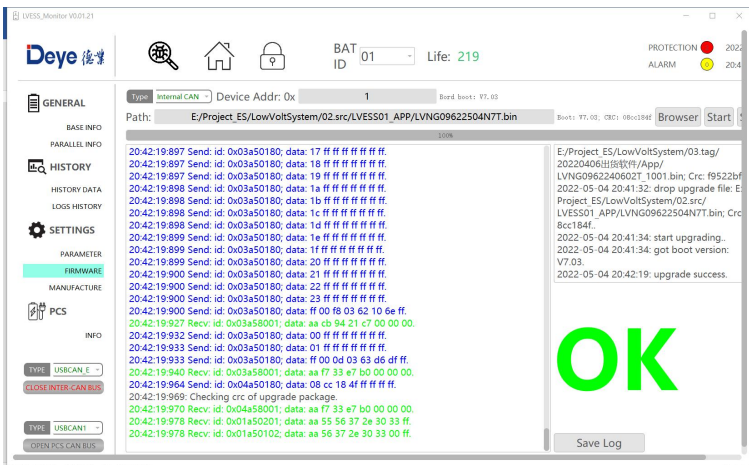 LVESS_Monitor V0.01.21
Deye 德业
BAT ID 01 Life: 219
PROTECTION 2022
ALARM 0 20:4
GENERAL
BASE INFO
PARALLEL INFO
HISTORY
HISTORY DATA
LOGS HISTORY
SETTINGS
PARAMETER
FIRMWARE
MANUFACTURE
PCS
INFO
TYPE USBCAN_E
CLOSE INTER-CAN BUS
TYPE USBCAN1
OPEN PCS CAN BUS
Type Internal CAN Device Addr: 0x 1 Bord boot: V7.03
Path: E:/Project_ES/LowVoltSystem/02.src/LVESS01_APP/LVNG09622504N7T.bin Boot: V7.03, CRC: 08cc184f Browser Start S
100%
20:42:19:897 Send: id: 0x03a50180; data: 17 ff ff ff ff ff ff ff.
20:42:19:897 Send: id: 0x03a50180; data: 18 ff ff ff ff ff ff ff.
20:42:19:897 Send: id: 0x03a50180; data: 19 ff ff ff ff ff ff ff.
20:42:19:898 Send: id: 0x03a50180; data: 1a ff ff ff ff ff ff ff.
20:42:19:898 Send: id: 0x03a50180; data: 1b ff ff ff ff ff ff ff.
20:42:19:898 Send: id: 0x03a50180; data: 1c ff ff ff ff ff ff ff.
20:42:19:898 Send: id: 0x03a50180; data: 1d ff ff ff ff ff ff ff.
20:42:19:899 Send: id: 0x03a50180; data: 1e ff ff ff ff ff ff ff.
20:42:19:899 Send: id: 0x03a50180; data: 1f ff ff ff ff ff ff ff.
20:42:19:899 Send: id: 0x03a50180; data: 20 ff ff ff ff ff ff ff.
20:42:19:900 Send: id: 0x03a50180; data: 21 ff ff ff ff ff ff ff.
20:42:19:900 Send: id: 0x03a50180; data: 22 ff ff ff ff ff ff ff.
20:42:19:900 Send: id: 0x03a50180; data: 23 ff ff ff ff ff ff ff.
20:42:19:900 Send: id: 0x03a50180; data: ff 00 f8 03 62 10 6e ff.
20:42:19:927 Recv: id: 0x03a58001; data: aa cb 94 21 c7 00 00 00.
20:42:19:932 Send: id: 0x03a50180; data: 00 ff ff ff ff ff ff ff.
20:42:19:933 Send: id: 0x03a50180; data: 01 ff ff ff ff ff ff ff.
20:42:19:933 Send: id: 0x03a50180; data: ff 00 0d 03 63 d6 df ff.
20:42:19:940 Recv: id: 0x03a58001; data: aa f7 33 e7 b0 00 00 00.
20:42:19:964 Send: id: 0x04a50180; data: 08 cc 18 4f ff ff ff ff.
20:42:19:969: Checking crc of upgrade package.
20:42:19:970 Recv: id: 0x04a58001; data: aa f7 33 e7 b0 00 00 00.
20:42:19:978 Recv: id: 0x01a50201; data: aa 55 56 37 2e 30 33 ff.
20:42:19:978 Recv: id: 0x01a50102; data: aa 56 37 2e 30 33 00 ff.
E:/Project_ES/LowVoltSystem/03.tag/
20220406出货软件/App/
LVNG0962240602T_1001.bin; Crc: f9522bf
2022-05-04 20:41:32: drop upgrade file: E:
Project_ES/LowVoltSystem/02.src/
LVESS01_APP/LVNG09622504N7T.bin; Crc
8cc184f..
2022-05-04 20:41:34: start upgrading..
2022-05-04 20:41:34: got boot version:
V7.03.
2022-05-04 20:42:19: upgrade success.
OK
Save Log